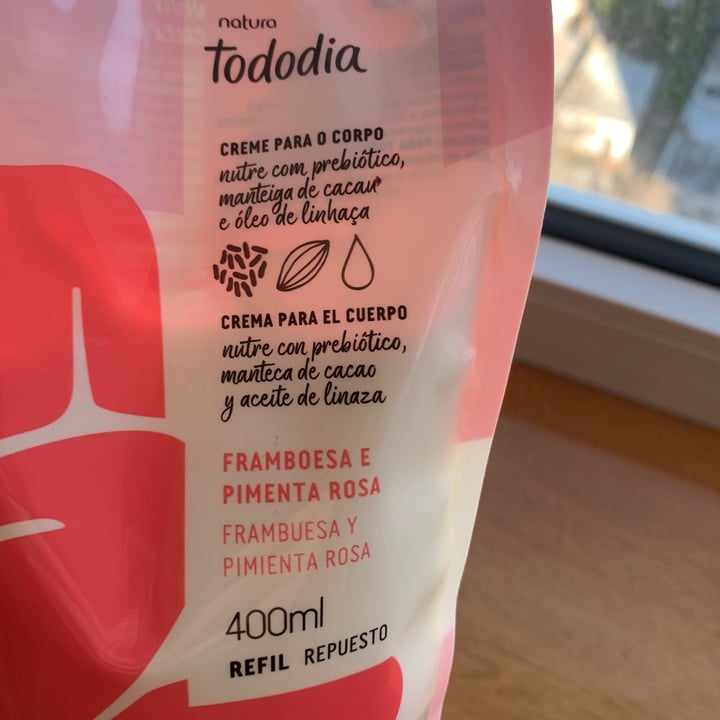 natura
tododia
CREME PARA O CORPO
nutre com prebiótico,
manteiga de cacau
e óleo de linhaça
CREMA PARA EL CUERPO
nutre con prebiótico,
manteca de cacao
y aceite de linaza
FRAMBOESA E
PIMENTA ROSA
FRAMBUESA Y
PIMIENTA ROSA
400ml
REFIL REPUESTO